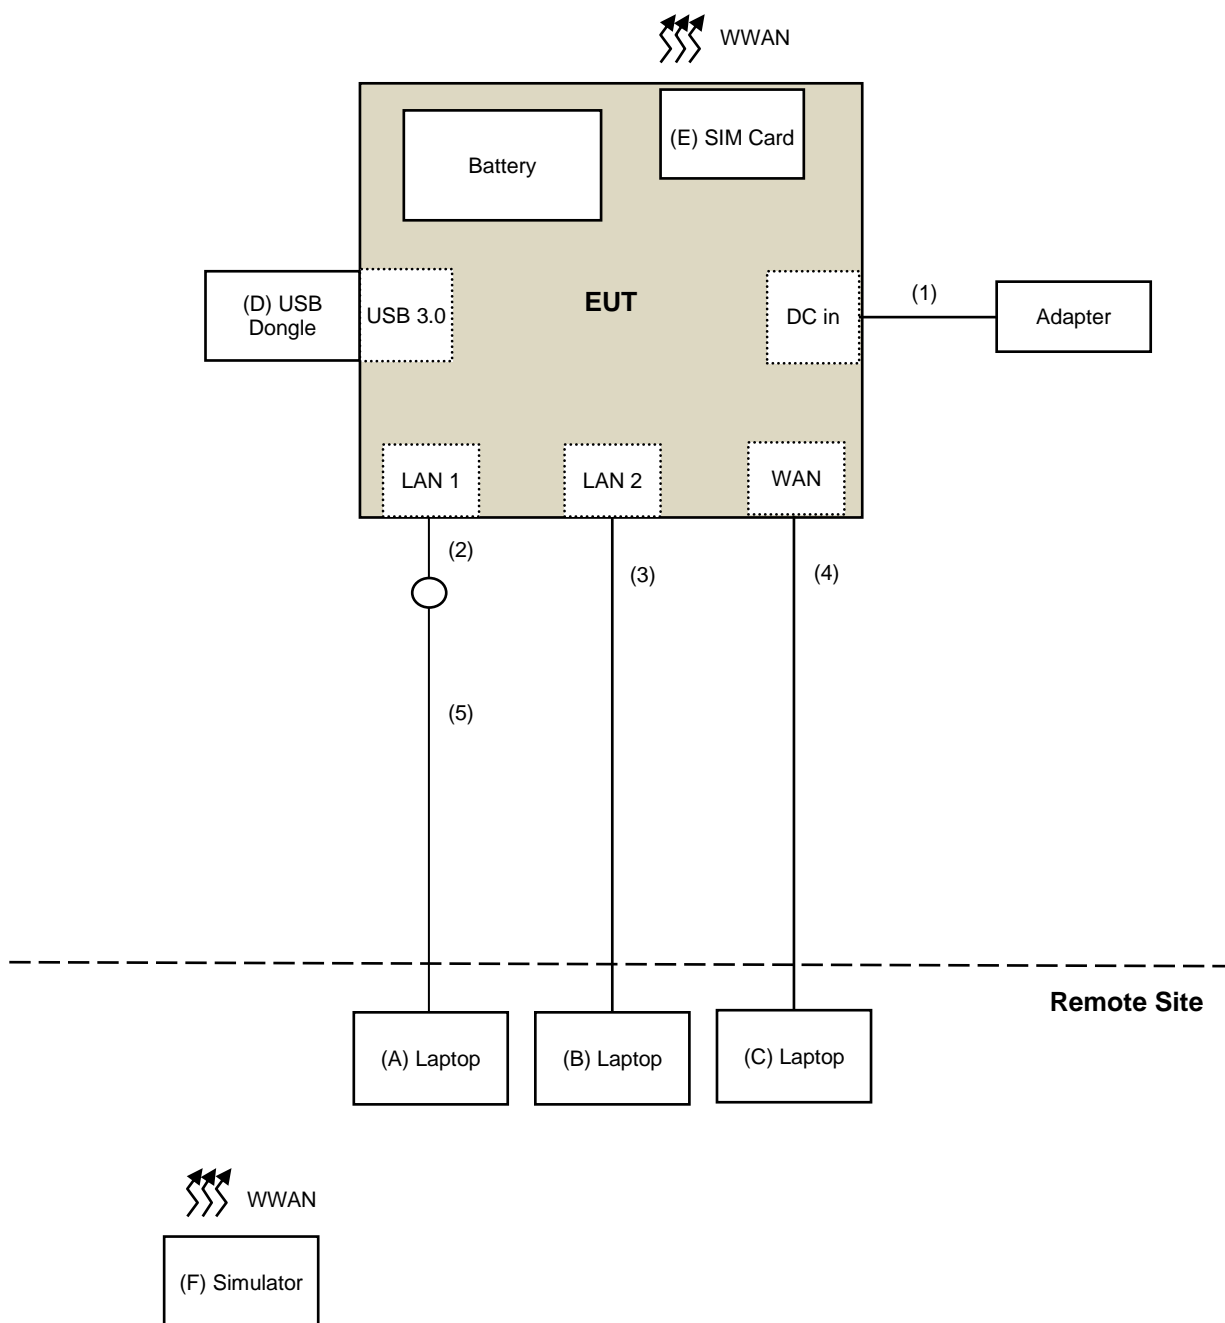 WWAN
(E) SIM Card
Battery
(D) USB
Dongle
USB 3.0
EUT
DC in
(1)
Adapter
LAN 1
LAN 2
WAN
(2)
(3)
(4)
(5)
Remote Site
(A) Laptop
(B) Laptop
(C) Laptop
WWAN
(F) Simulator